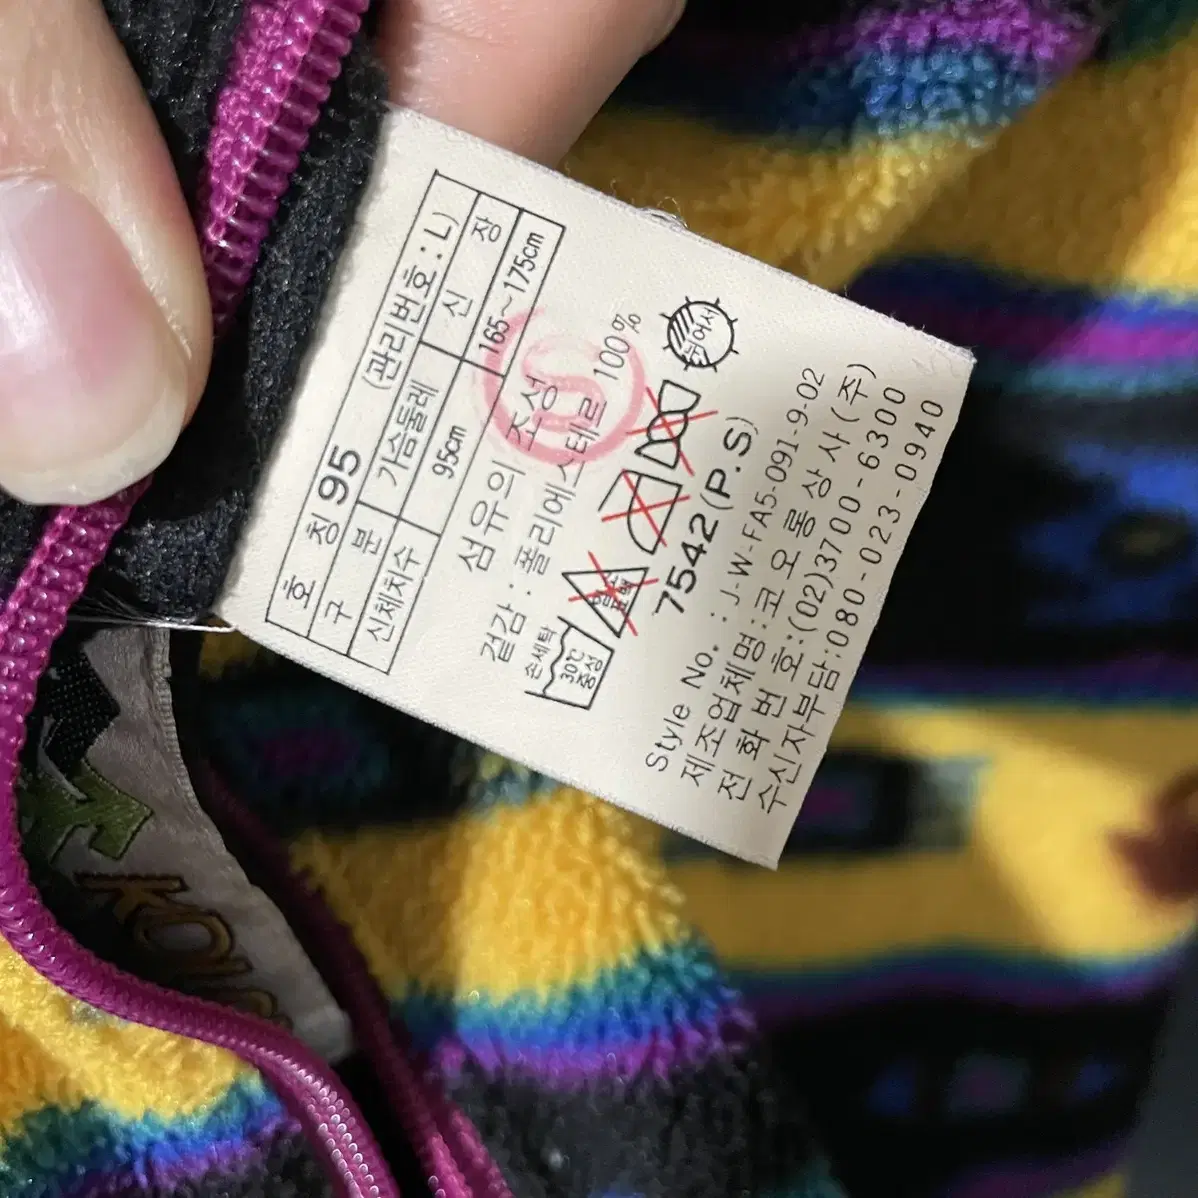 호칭 95 (관리번호 : L)
구분 가슴둘레 신장
신체치수 95cm 165~175cm
섬유의 조성
겉감 : 폴리에스테르 100%
손세탁
30℃
중성
뉘어서
7542(P.S)
Style No. : J-W-FA5-091-9-02
제조업체명:코오롱상사(주)
전화번호:(02)3700-6300
수신자부담:080-023-0940